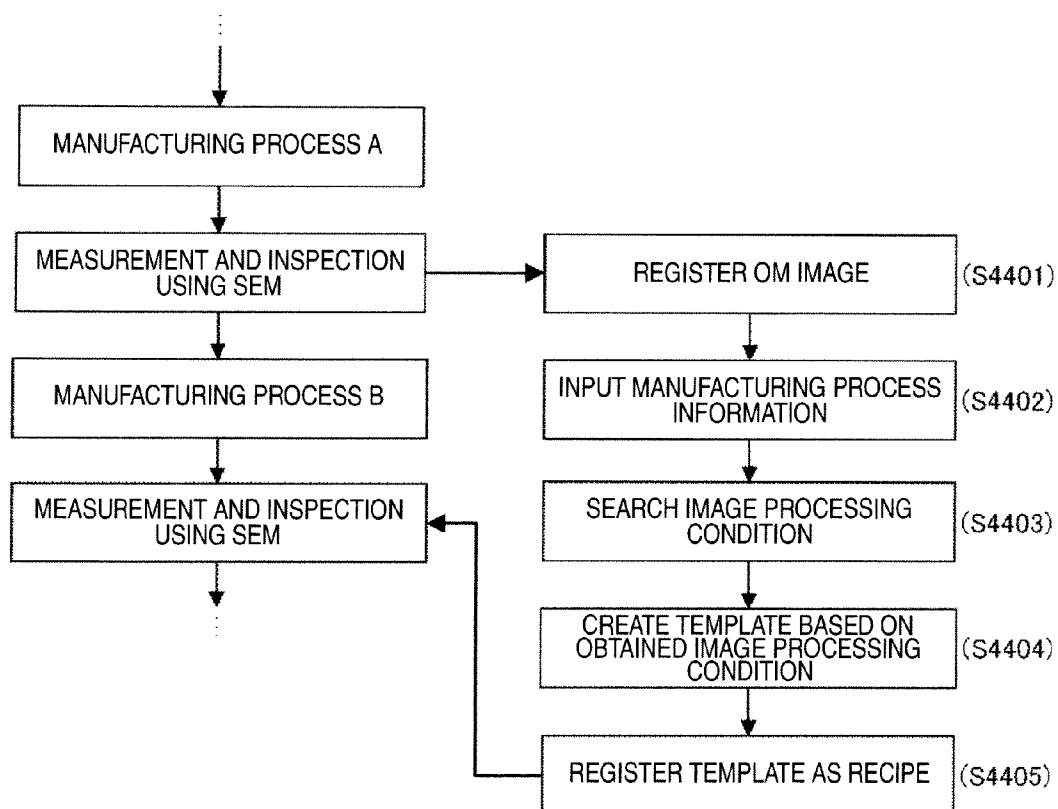 MANUFACTURING PROCESS A
MEASUREMENT AND INSPECTION
USING SEM
MANUFACTURING PROCESS B
MEASUREMENT AND INSPECTION
USING SEM
REGISTER OM IMAGE
(S4401)
INPUT MANUFACTURING PROCESS
INFORMATION
(S4402)
SEARCH IMAGE PROCESSING
CONDITION
(S4403)
CREATE TEMPLATE BASED ON
OBTAINED IMAGE PROCESSING
CONDITION
(S4404)
REGISTER TEMPLATE AS RECIPE
(S4405)